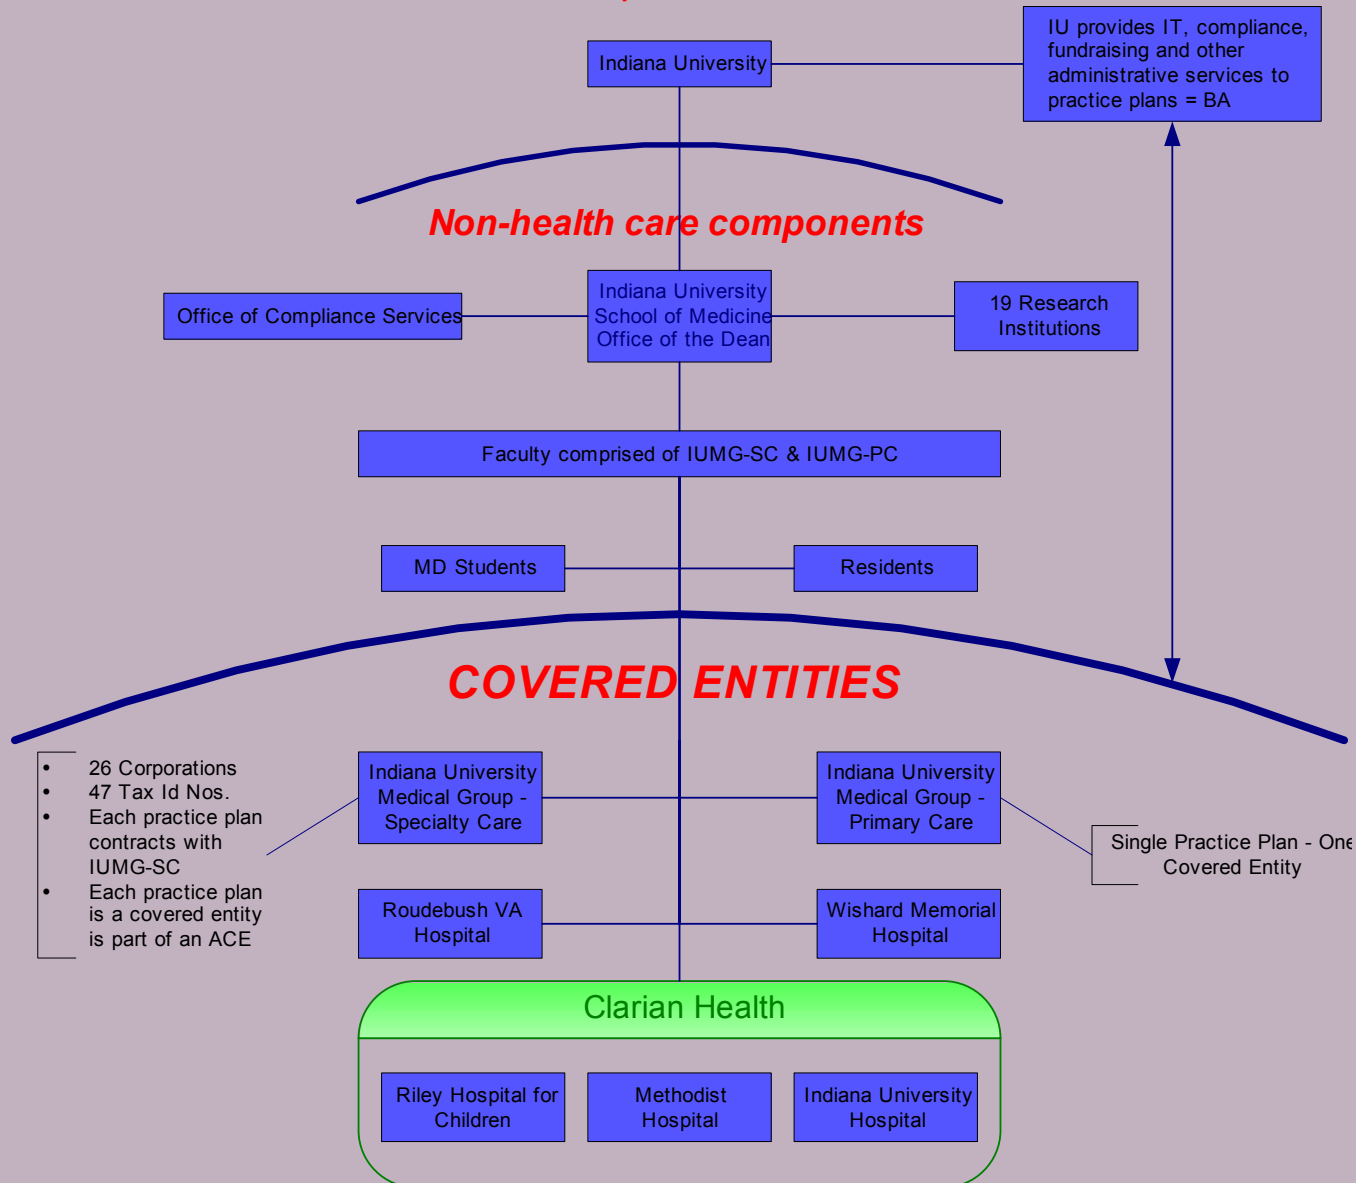 Indiana University
IU provides IT, compliance,
fundraising and other
administrative services to
practice plans = BA
Non-health care components
Office of Compliance Services
Indiana University
School of Medicine
Office of the Dean
19 Research
Institutions
Faculty comprised of IUMG-SC & IUMG-PC
MD Students
Residents
COVERED ENTITIES
• 26 Corporations
• 47 Tax Id Nos.
• Each practice plan
contracts with
IUMG-SC
• Each practice plan
is a covered entity
is part of an ACE
Indiana University
Medical Group -
Specialty Care
Indiana University
Medical Group -
Primary Care
Single Practice Plan - One
Covered Entity
Roudebush VA
Hospital
Wishard Memorial
Hospital
Clarian Health
Riley Hospital for
Children
Methodist
Hospital
Indiana University
Hospital